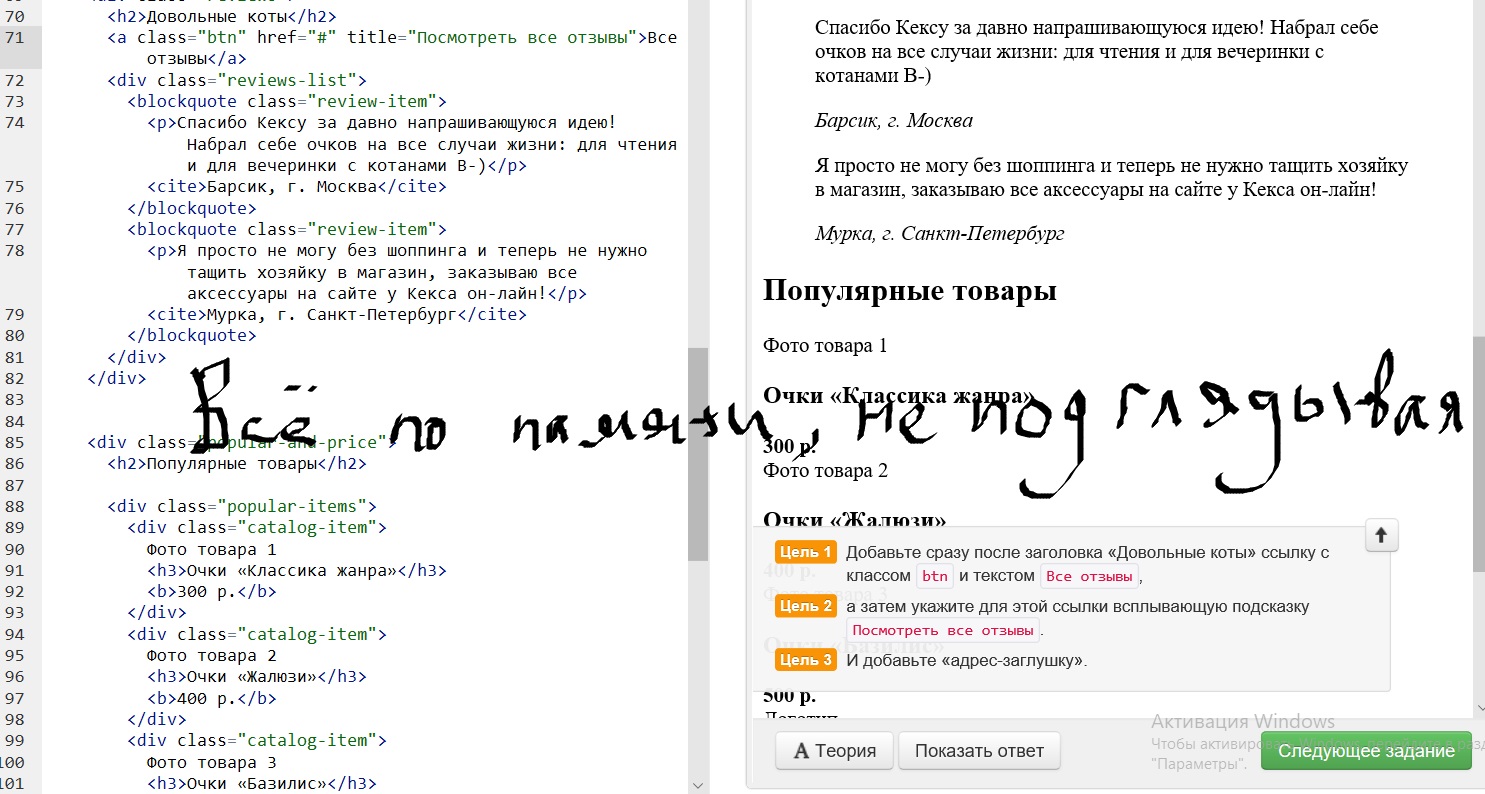 70 <h2>Довольные коты</h2>
71 <a class="btn" href="#" title="Посмотреть все отзывы">Все
отзывы</a>
72 <div class="reviews-list">
73 <blockquote class="review-item">
74 <p>Спасибо Кексу за давно напрашивающуюся идею!
Набрал себе очков на все случаи жизни: для чтения
и для вечеринки с котанами B-)</p>
75 <cite>Барсик, г. Москва</cite>
76 </blockquote>
77 <blockquote class="review-item">
78 <p>Я просто не могу без шоппинга и теперь не нужно
тащить хозяйку в магазин, заказываю все
аксессуары на сайте у Кекса он-лайн!</p>
79 <cite>Мурка, г. Санкт-Петербург</cite>
80 </blockquote>
81 </div>
82 </div>
83
84
85 <div class="popular-and-price">
86 <h2>Популярные товары</h2>
87
88 <div class="popular-items">
89 <div class="catalog-item">
90 Фото товара 1
91 <h3>Очки «Классика жанра»</h3>
92 <b>300 р.</b>
93 </div>
94 <div class="catalog-item">
95 Фото товара 2
96 <h3>Очки «Жалюзи»</h3>
97 <b>400 р.</b>
98 </div>
99 <div class="catalog-item">
100 Фото товара 3
101 <h3>Очки «Базилис»</h3>
Всё по памяти, не подглядывая
Спасибо Кексу за давно напрашивающуюся идею! Набрал себе
очков на все случаи жизни: для чтения и для вечеринки с
котанами B-)
Барсик, г. Москва
Я просто не могу без шоппинга и теперь не нужно тащить хозяйку
в магазин, заказываю все аксессуары на сайте у Кекса он-лайн!
Мурка, г. Санкт-Петербург
Популярные товары
Фото товара 1
Очки «Классика жанра»
300 р.
Фото товара 2
Очки «Жалюзи»
400 р.
Фото товара 3
Очки «Базилис»
500 р.
Цель 1 Добавьте сразу после заголовка «Довольные коты» ссылку с
классом btn и текстом Все отзывы,
Цель 2 а затем укажите для этой ссылки всплывающую подсказку
Посмотреть все отзывы.
Цель 3 И добавьте «адрес-заглушку».
Теория
Показать ответ
Следующее задание
Активация Windows
"Параметры".